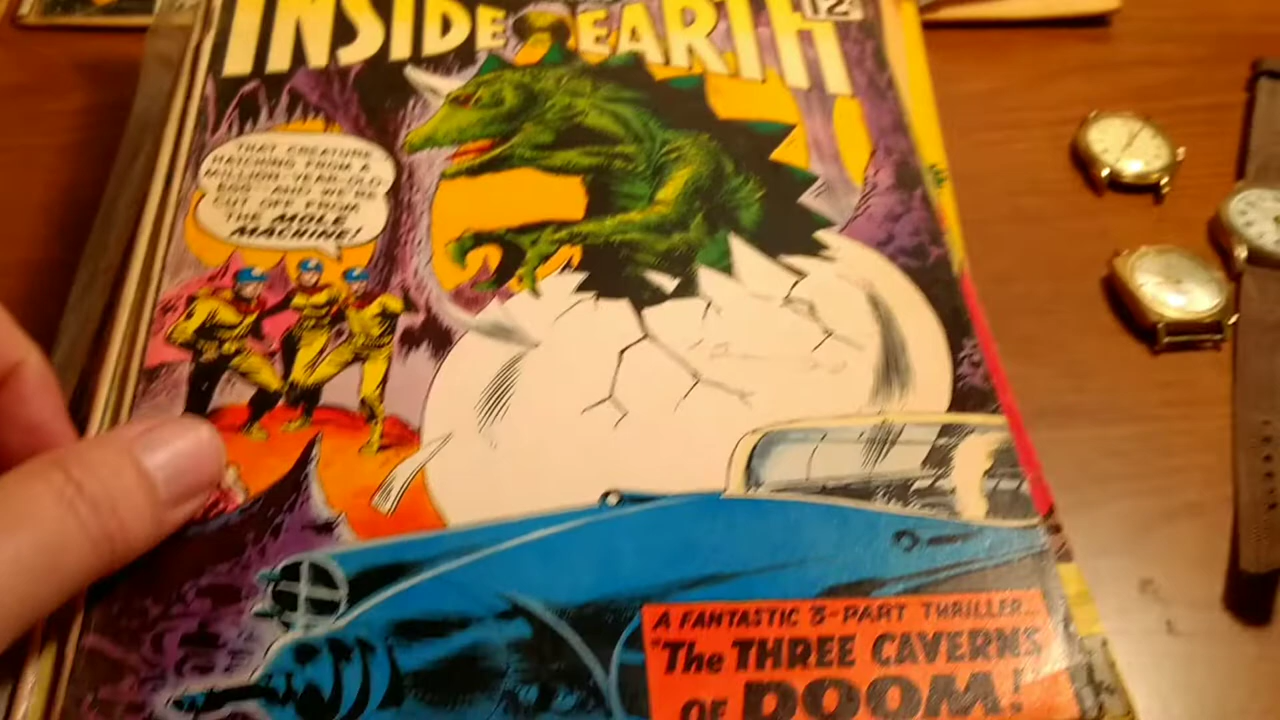 INSIDE EARTH
12¢
THAT CREATURE
HATCHING FROM A
MILLION-YEAR-OLD
EGG--AND WE'RE
CUT OFF FROM
THE MOLE
MACHINE!
A FANTASTIC 3-PART THRILLER...
"The THREE CAVERNS
OF DOOM!